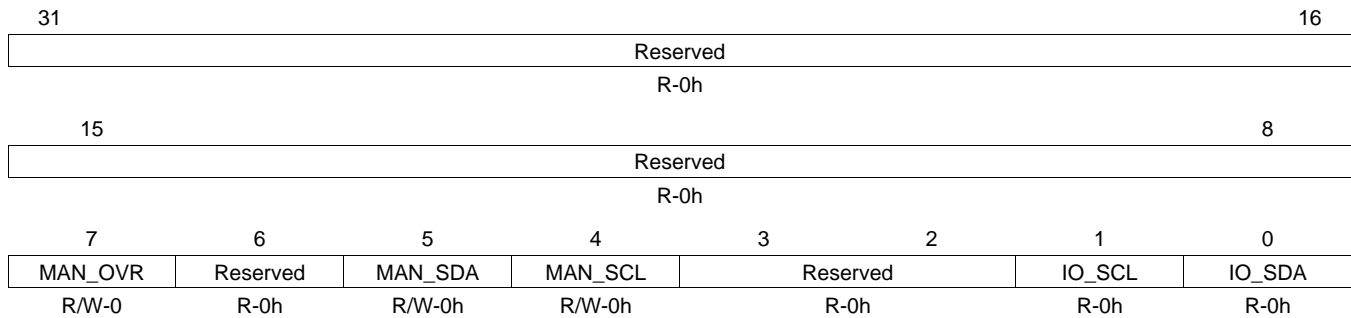 31 16
Reserved
R-0h
15 8
Reserved
R-0h
7 6 5 4 3 2 1 0
MAN_OVR Reserved MAN_SDA MAN_SCL Reserved IO_SCL IO_SDA
R/W-0 R-0h R/W-0h R/W-0h R-0h R-0h R-0h